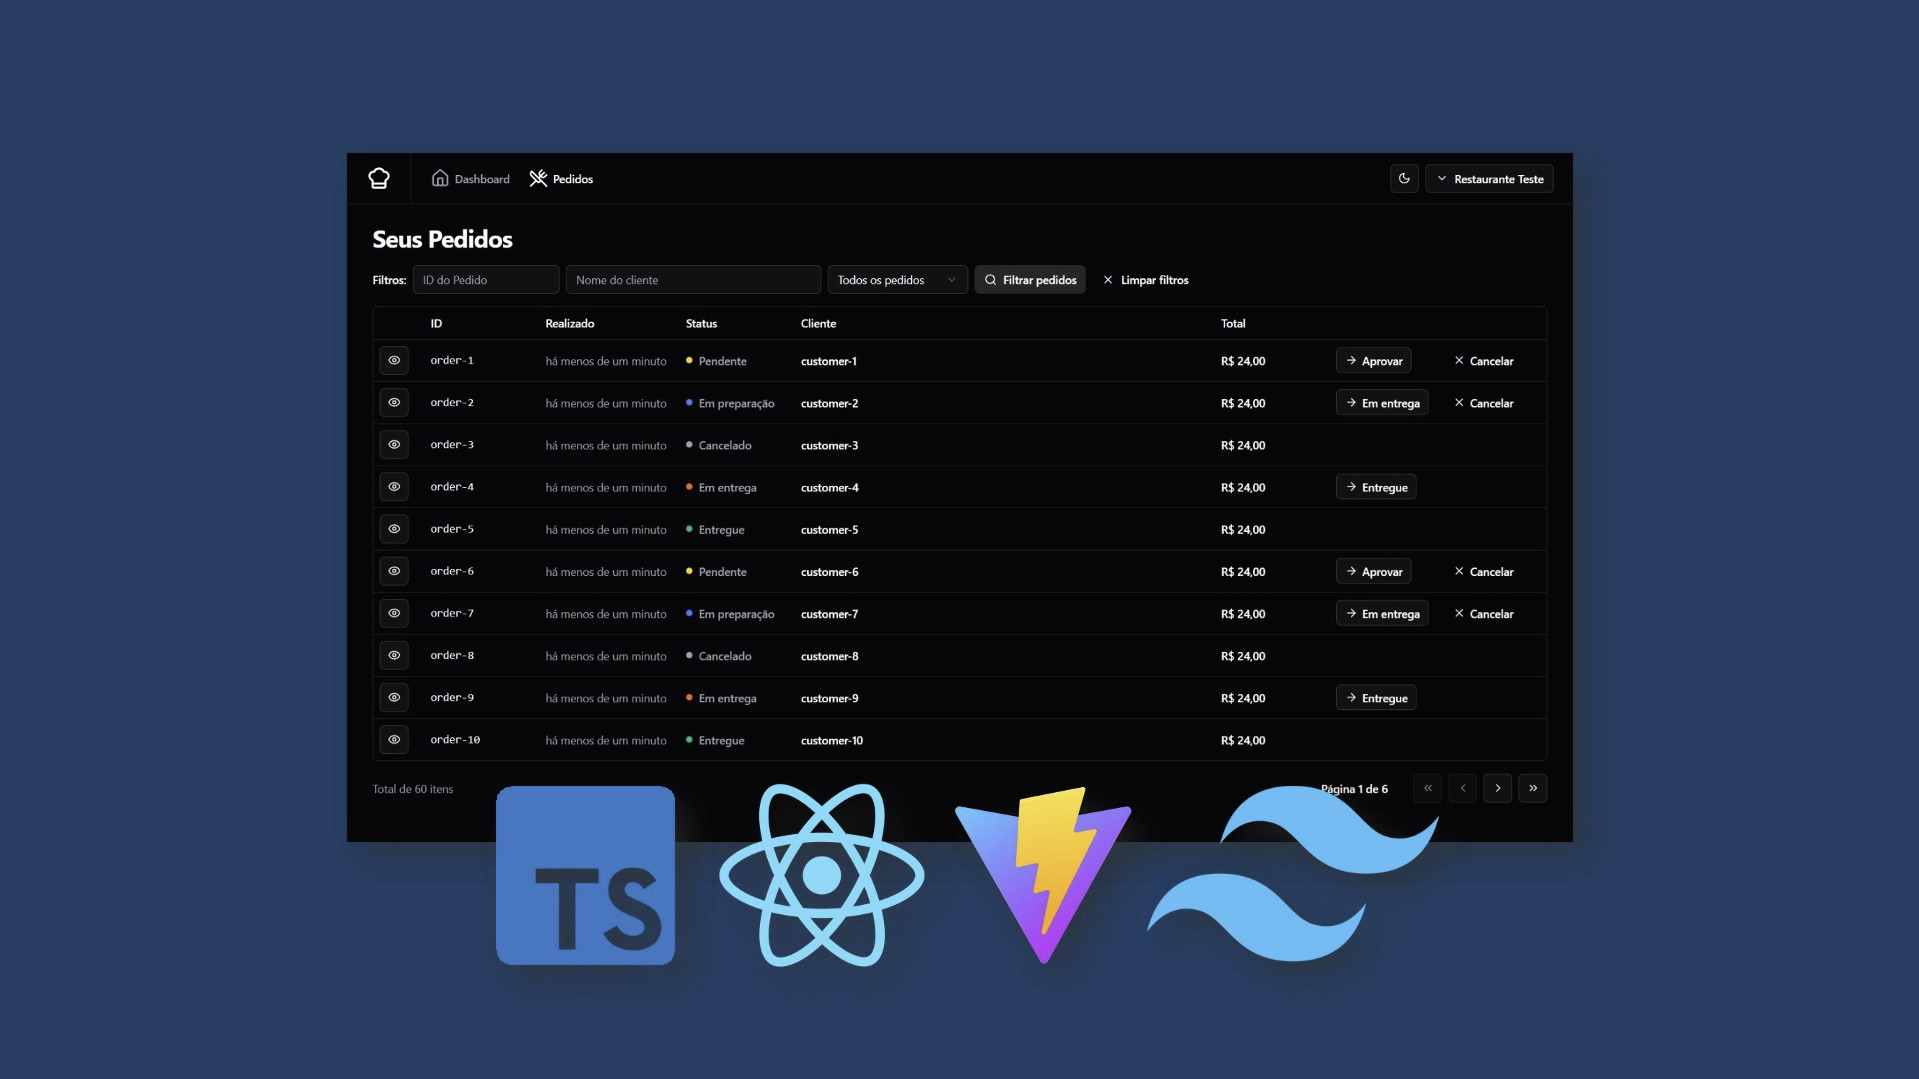 Dashboard Pedidos Restaurante Teste
Seus Pedidos
Filtros: ID do Pedido Nome do cliente Todos os pedidos Filtrar pedidos Limpar filtros
ID Realizado Status Cliente Total
order-1 há menos de um minuto Pendente customer-1 R$ 24,00 Aprovar Cancelar
order-2 há menos de um minuto Em preparação customer-2 R$ 24,00 Em entrega Cancelar
order-3 há menos de um minuto Cancelado customer-3 R$ 24,00
order-4 há menos de um minuto Em entrega customer-4 R$ 24,00 Entregue
order-5 há menos de um minuto Entregue customer-5 R$ 24,00
order-6 há menos de um minuto Pendente customer-6 R$ 24,00 Aprovar Cancelar
order-7 há menos de um minuto Em preparação customer-7 R$ 24,00 Em entrega Cancelar
order-8 há menos de um minuto Cancelado customer-8 R$ 24,00
order-9 há menos de um minuto Em entrega customer-9 R$ 24,00 Entregue
order-10 há menos de um minuto Entregue customer-10 R$ 24,00
Total de 60 itens Página 1 de 6
TS